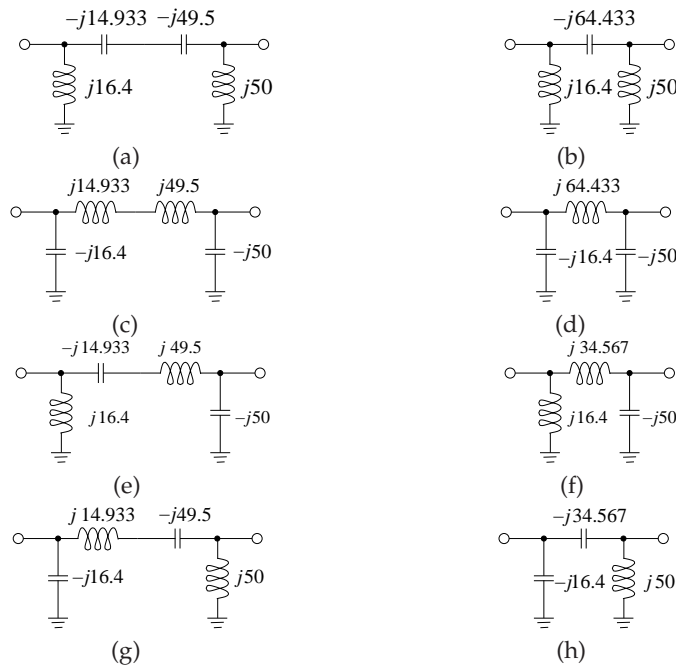 −j14.933 −j49.5
−j64.433
j16.4 j50
j16.4 j50
(a) (b)
j14.933 j49.5
j 64.433
−j16.4 −j50
−j16.4 −j50
(c) (d)
−j 14.933 j 49.5
j 34.567
j 16.4 −j50
j16.4 −j50
(e) (f)
j 14.933 −j49.5
−j34.567
−j16.4 j50
−j16.4 j 50
(g) (h)